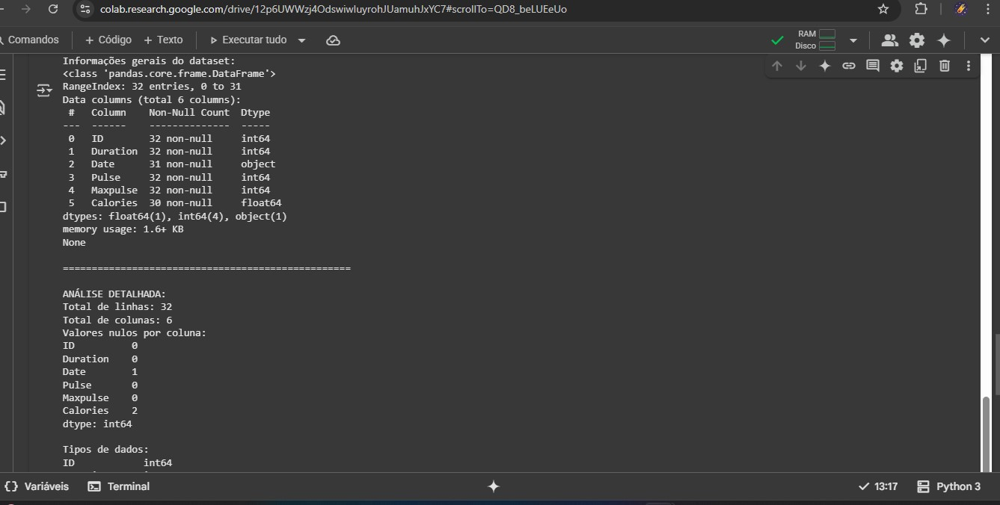 colab.research.google.com/drive/12p6UWWzj4OdswiwIuyrohJUamuhJxYC7#scrollTo=QD8_beLUEeUo
Comandos + Código + Texto Executar tudo RAM
Disco
Informações gerais do dataset:
<class 'pandas.core.frame.DataFrame'>
RangeIndex: 32 entries, 0 to 31
Data columns (total 6 columns):
# Column Non-Null Count Dtype
--- ------ -------------- -----
0 ID 32 non-null int64
1 Duration 32 non-null int64
2 Date 31 non-null object
3 Pulse 32 non-null int64
4 Maxpulse 32 non-null int64
5 Calories 30 non-null float64
dtypes: float64(1), int64(4), object(1)
memory usage: 1.6+ KB
None
==================================================
ANÁLISE DETALHADA:
Total de linhas: 32
Total de colunas: 6
Valores nulos por coluna:
ID 0
Duration 0
Date 1
Pulse 0
Maxpulse 0
Calories 2
dtype: int64
Tipos de dados:
ID int64
{} Variáveis Terminal 13:17 Python 3